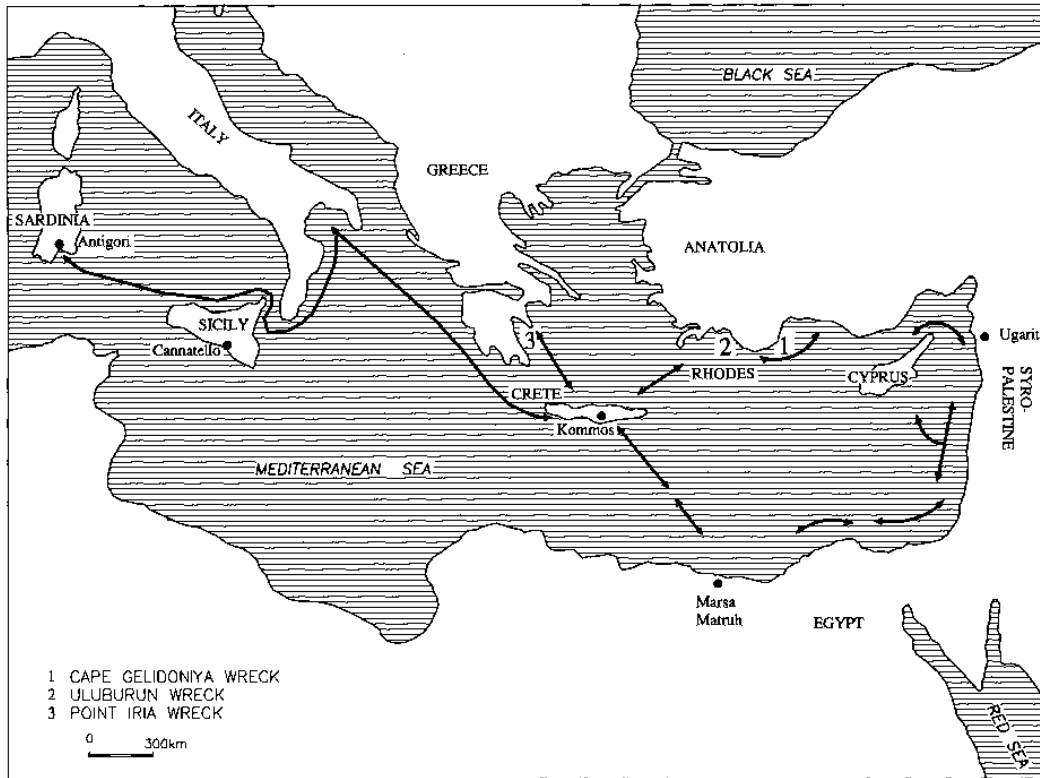 BLACK SEA
ITALY
GREECE
SARDINIA
Antigori
ANATOLIA
SICILY
Cannatello
3
2
1
Ugarit
RHODES
CYPRUS
SYRO-
PALESTINE
CRETE
Kommos
MEDITERRANEAN SEA
Marsa
Matruh
EGYPT
RED SEA
1 CAPE GELIDONIYA WRECK
2 ULUBURUN WRECK
3 POINT IRIA WRECK
0 300km